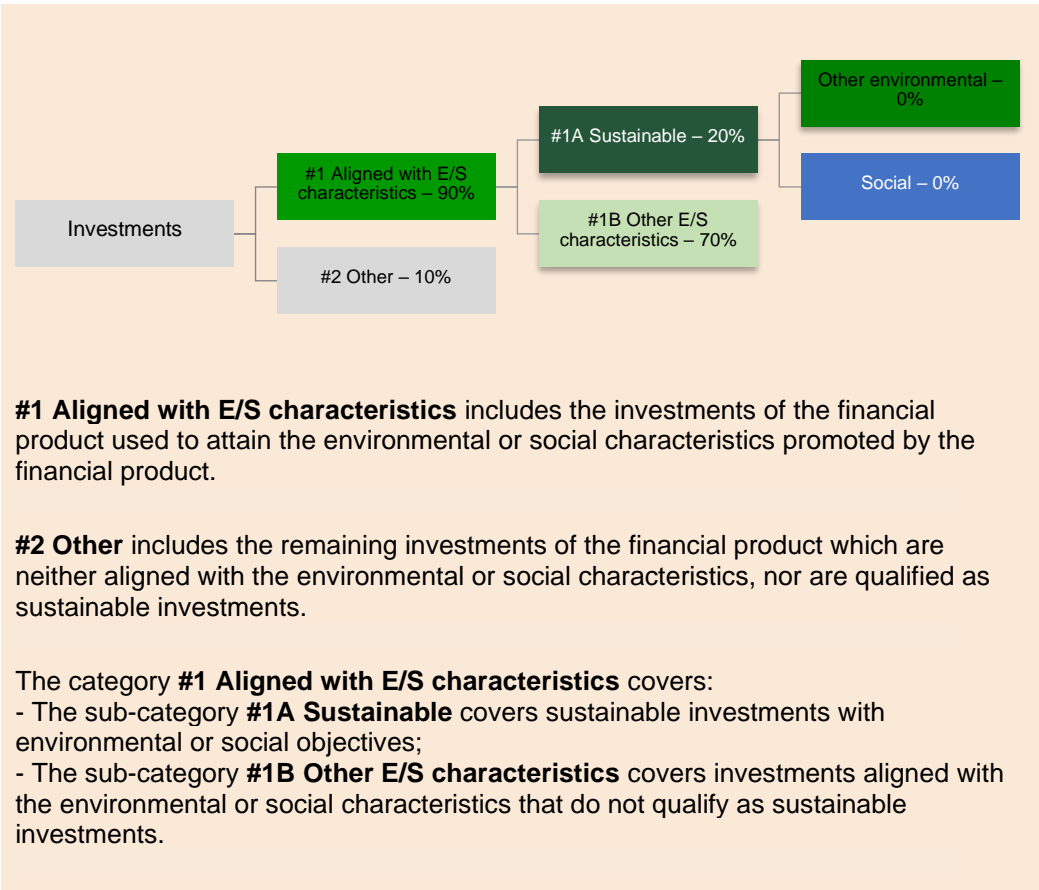 Investments
#1 Aligned with E/S
characteristics – 90%
#2 Other – 10%
#1A Sustainable – 20%
#1B Other E/S
characteristics – 70%
Other environmental –
0%
Social – 0%
#1 Aligned with E/S characteristics includes the investments of the financial
product used to attain the environmental or social characteristics promoted by the
financial product.
#2 Other includes the remaining investments of the financial product which are
neither aligned with the environmental or social characteristics, nor are qualified as
sustainable investments.
The category #1 Aligned with E/S characteristics covers:
- The sub-category #1A Sustainable covers sustainable investments with
environmental or social objectives;
- The sub-category #1B Other E/S characteristics covers investments aligned with
the environmental or social characteristics that do not qualify as sustainable
investments.